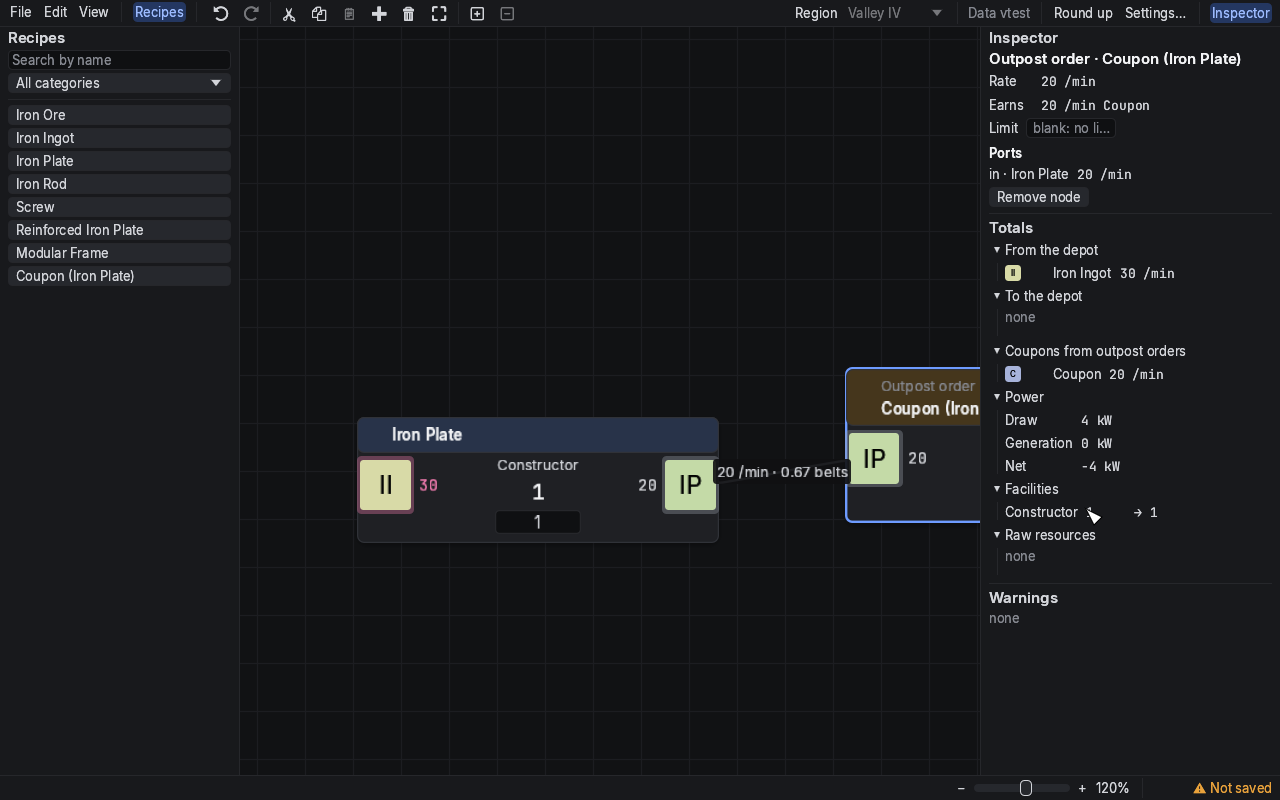 File Edit View Recipes Region Valley IV Data vtest Round up Settings... Inspector
Recipes
Search by name
All categories
Iron Ore
Iron Ingot
Iron Plate
Iron Rod
Screw
Reinforced Iron Plate
Modular Frame
Coupon (Iron Plate)
Iron Plate
II 30 Constructor 20 IP
1
1
20 /min · 0.67 belts
Outpost order
Coupon (Iron
IP 20
Inspector
Outpost order · Coupon (Iron Plate)
Rate 20 /min
Earns 20 /min Coupon
Limit blank: no li...
Ports
in · Iron Plate 20 /min
Remove node
Totals
From the depot
II Iron Ingot 30 /min
To the depot
none
Coupons from outpost orders
C Coupon 20 /min
Power
Draw 4 kW
Generation 0 kW
Net -4 kW
Facilities
Constructor → 1
Raw resources
none
Warnings
none
− + 120% Not saved